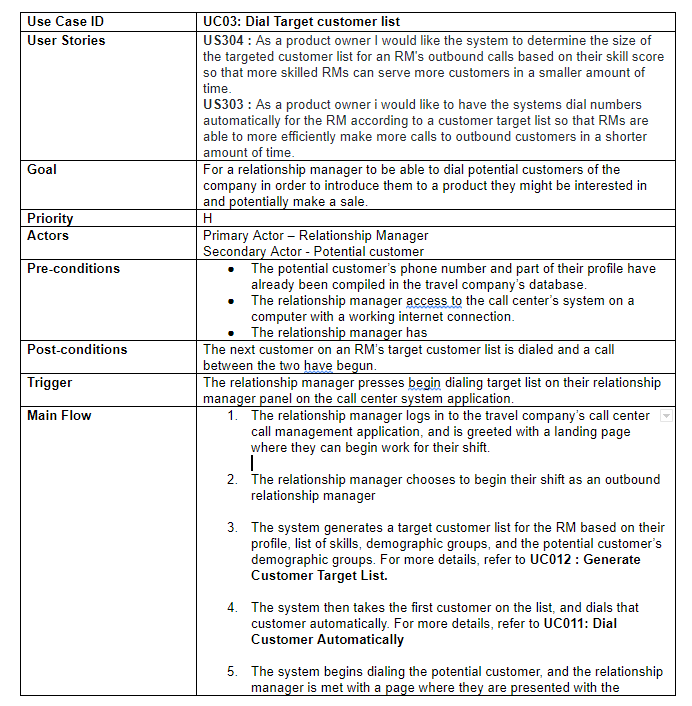 Use Case ID UC03: Dial Target customer list
User Stories US304 : As a product owner I would like the system to determine the size of
the targeted customer list for an RM's outbound calls based on their skill score
so that more skilled RMs can serve more customers in a smaller amount of
time.
US303 : As a product owner i would like to have the systems dial numbers
automatically for the RM according to a customer target list so that RMs are
able to more efficiently make more calls to outbound customers in a shorter
amount of time.
Goal For a relationship manager to be able to dial potential customers of the
company in order to introduce them to a product they might be interested in
and potentially make a sale.
Priority H
Actors Primary Actor – Relationship Manager
Secondary Actor - Potential customer
Pre-conditions ● The potential customer's phone number and part of their profile have
already been compiled in the travel company's database.
● The relationship manager access to the call center's system on a
computer with a working internet connection.
● The relationship manager has
Post-conditions The next customer on an RM's target customer list is dialed and a call
between the two have begun.
Trigger The relationship manager presses begin dialing target list on their relationship
manager panel on the call center system application.
Main Flow 1. The relationship manager logs in to the travel company's call center
call management application, and is greeted with a landing page
where they can begin work for their shift.
2. The relationship manager chooses to begin their shift as an outbound
relationship manager
3. The system generates a target customer list for the RM based on their
profile, list of skills, demographic groups, and the potential customer's
demographic groups. For more details, refer to UC012 : Generate
Customer Target List.
4. The system then takes the first customer on the list, and dials that
customer automatically. For more details, refer to UC011: Dial
Customer Automatically
5. The system begins dialing the potential customer, and the relationship
manager is met with a page where they are presented with the